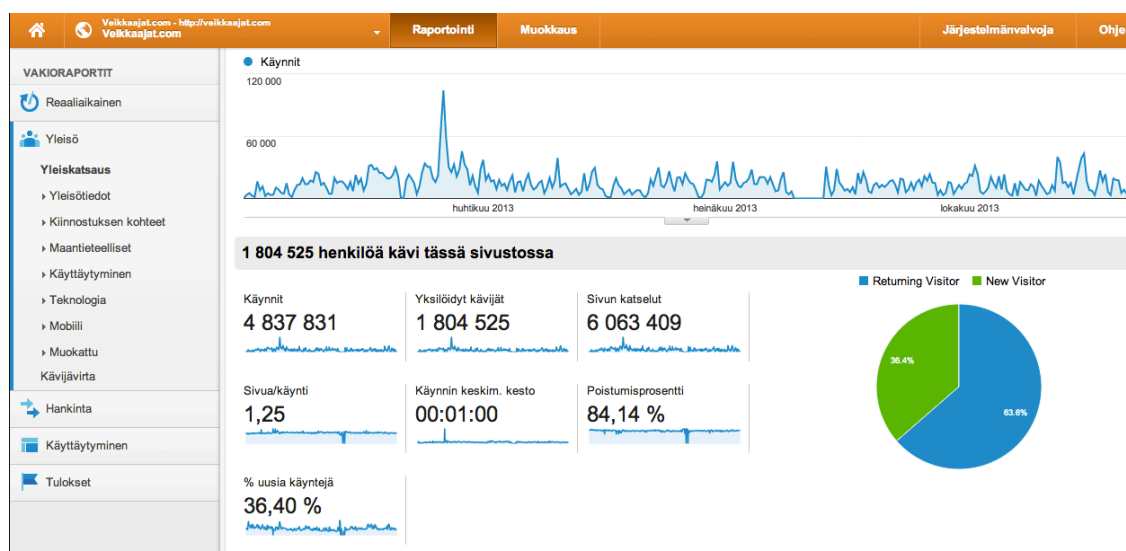 Veikkaajat.com - http://veikkaajat.com
Veikkaajat.com
Raportointi
Muokkaus
Järjestelmänvalvoja
Ohje
VAKIORAPORTIT
Reaaliaikainen
Yleisö
Yleiskatsaus
Yleisötiedot
Kiinnostuksen kohteet
Maantieteelliset
Käyttäytyminen
Teknologia
Mobiili
Muokattu
Kävijävirta
Hankinta
Käyttäytyminen
Tulokset
Käynnit
120 000
60 000
huhtikuu 2013
heinäkuu 2013
lokakuu 2013
1 804 525 henkilöä kävi tässä sivustossa
Käynnit
4 837 831
Yksilöidyt kävijät
1 804 525
Sivun katselut
6 063 409
Sivua/käynti
1,25
Käynnin keskim. kesto
00:01:00
Poistumisprosentti
84,14 %
% uusia käyntejä
36,40 %
Returning Visitor
New Visitor
36.4%
63.6%